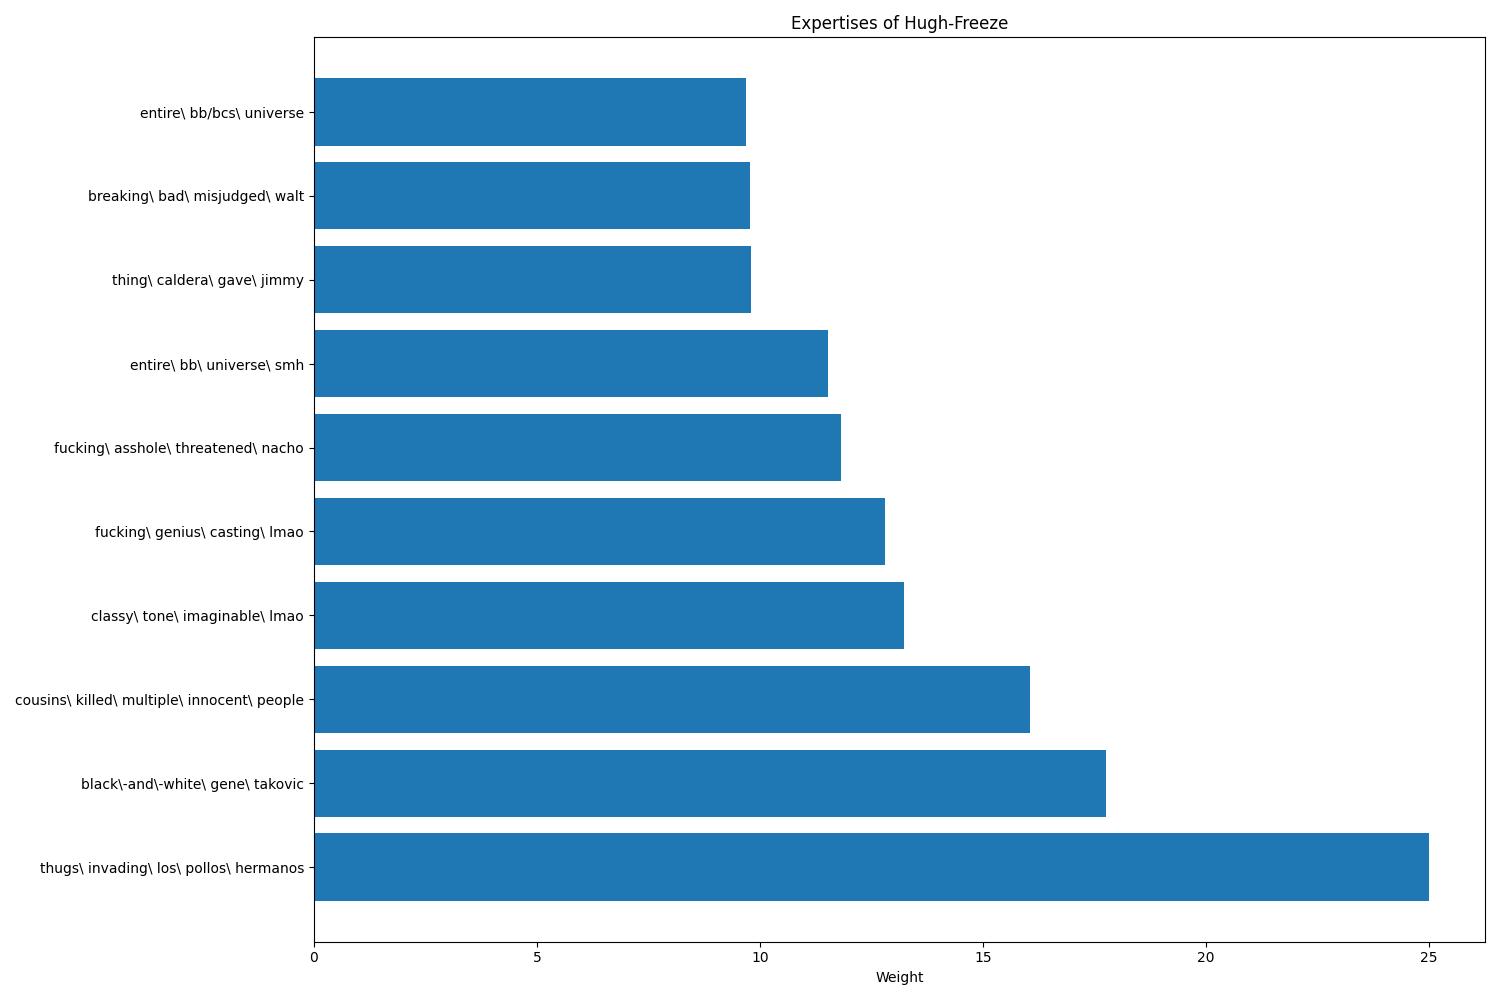 Expertises of Hugh-Freeze
entire\ bb/bcs\ universe
breaking\ bad\ misjudged\ walt
thing\ caldera\ gave\ jimmy
entire\ bb\ universe\ smh
fucking\ asshole\ threatened\ nacho
fucking\ genius\ casting\ lmao
classy\ tone\ imaginable\ lmao
cousins\ killed\ multiple\ innocent\ people
black\-and\-white\ gene\ takovic
thugs\ invading\ los\ pollos\ hermanos
0 5 10 15 20 25
Weight